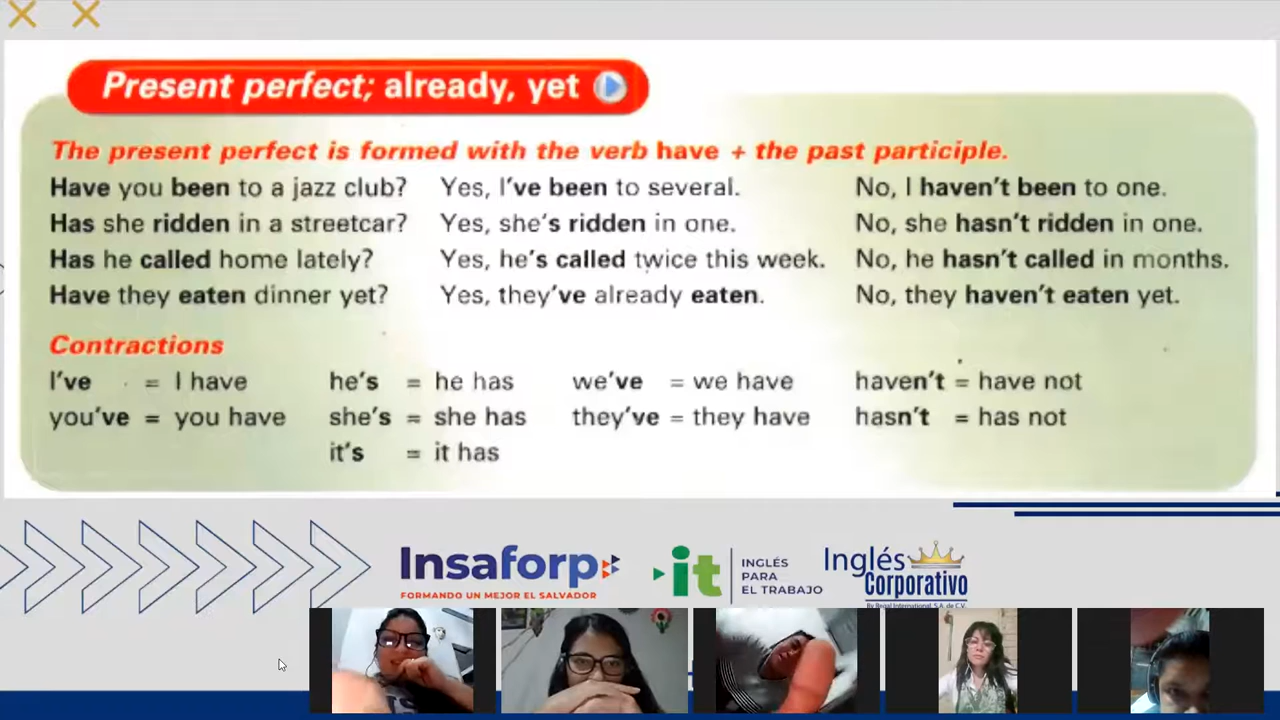 Present perfect; already, yet
The present perfect is formed with the verb have + the past participle.
Have you been to a jazz club? Yes, I've been to several. No, I haven't been to one.
Has she ridden in a streetcar? Yes, she's ridden in one. No, she hasn't ridden in one.
Has he called home lately? Yes, he's called twice this week. No, he hasn't called in months.
Have they eaten dinner yet? Yes, they've already eaten. No, they haven't eaten yet.
Contractions
I've = I have he's = he has we've = we have haven't = have not
you've = you have she's = she has they've = they have hasn't = has not
it's = it has
Insaforp
FORMANDO UN MEJOR EL SALVADOR
it
INGLÉS
PARA
EL TRABAJO
Inglés
Corporativo
By Regal International, S.A. de C.V.